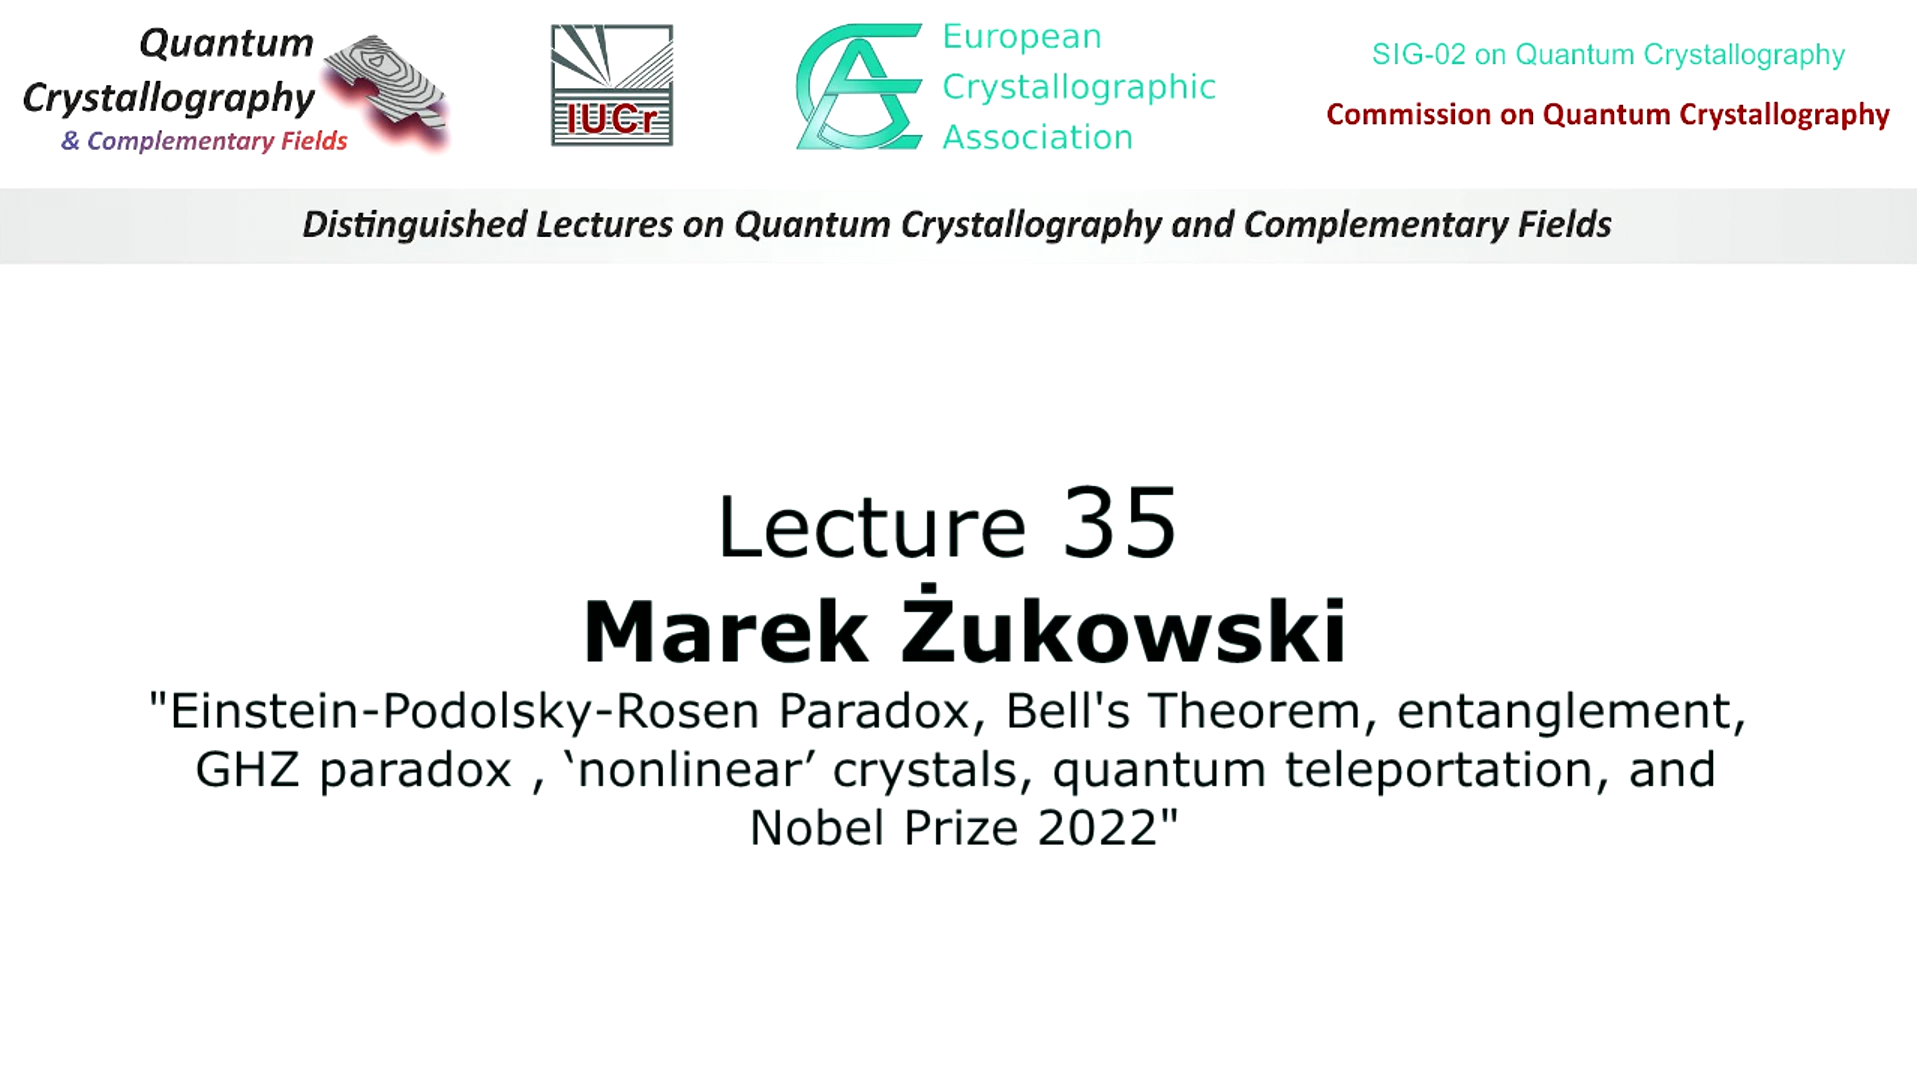 Quantum
Crystallography
& Complementary Fields
IUCr
European
Crystallographic
Association
SIG-02 on Quantum Crystallography
Commission on Quantum Crystallography
Distinguished Lectures on Quantum Crystallography and Complementary Fields
Lecture 35
Marek Żukowski
"Einstein-Podolsky-Rosen Paradox, Bell's Theorem, entanglement,
GHZ paradox , ‘nonlinear’ crystals, quantum teleportation, and
Nobel Prize 2022"